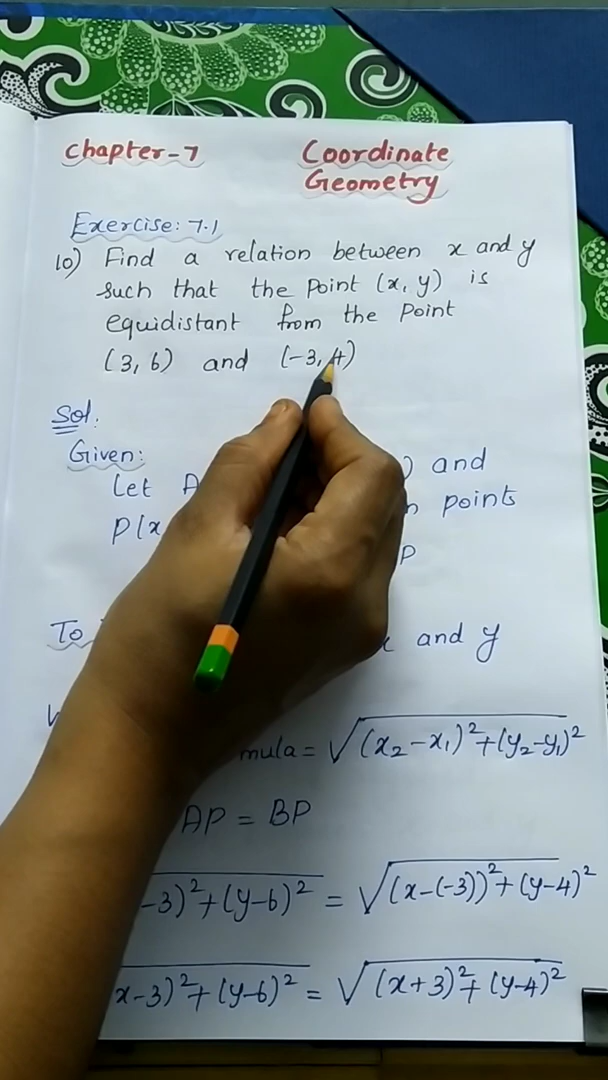 Chapter-7 Coordinate Geometry
Exercise: 7.1
10) Find a relation between x and y
such that the point (x, y) is
equidistant from the point
(3, 6) and (-3, 4)
Sol.
Given:
Let A ) and
P(x points
P
To x and y
mula = √(x₂-x₁)²+(y₂-y₁)²
AP = BP
-3)²+(y-6)² = √(x-(-3))²+(y-4)²
x-3)²+(y-6)² = √(x+3)²+(y-4)²